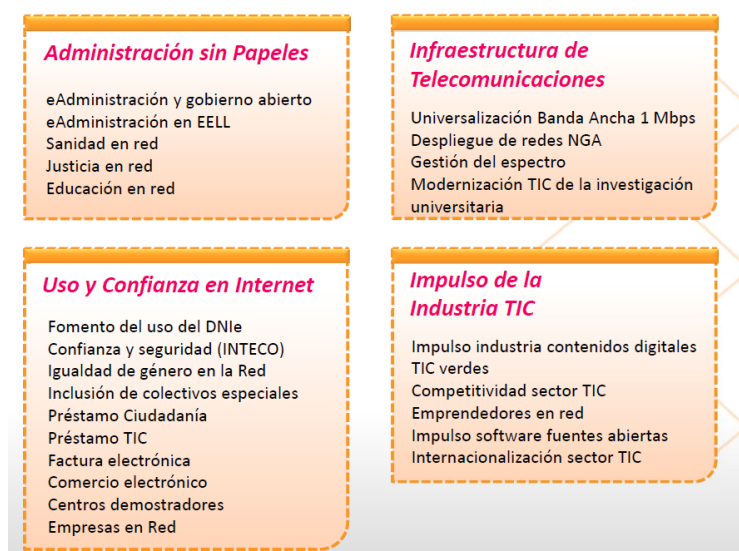 Administración sin Papeles
eAdministración y gobierno abierto
eAdministración en EELL
Sanidad en red
Justicia en red
Educación en red
Infraestructura de
Telecomunicaciones
Universalización Banda Ancha 1 Mbps
Despliegue de redes NGA
Gestión del espectro
Modernización TIC de la investigación
universitaria
Uso y Confianza en Internet
Fomento del uso del DNIe
Confianza y seguridad (INTECO)
Igualdad de género en la Red
Inclusión de colectivos especiales
Préstamo Ciudadanía
Préstamo TIC
Factura electrónica
Comercio electrónico
Centros demostradores
Empresas en Red
Impulso de la
Industria TIC
Impulso industria contenidos digitales
TIC verdes
Competitividad sector TIC
Emprendedores en red
Impulso software fuentes abiertas
Internacionalización sector TIC